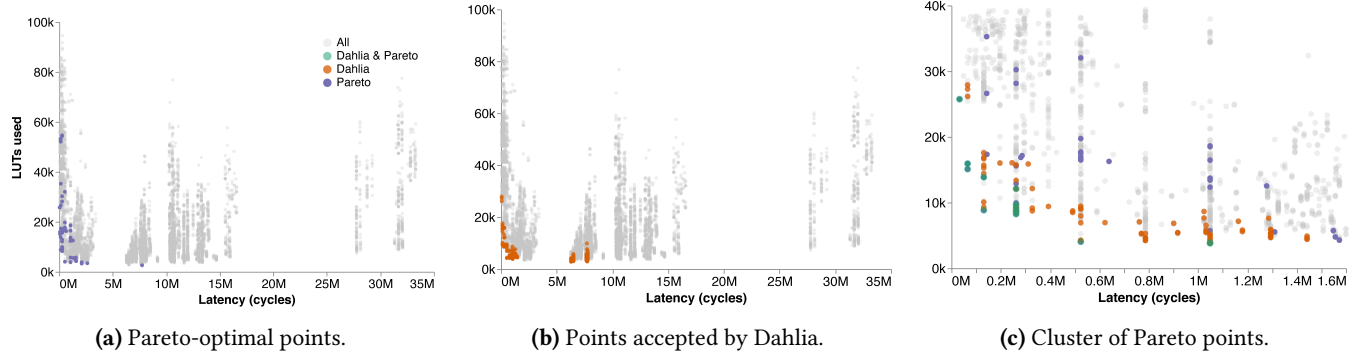 100k
80k
60k
40k
20k
0k
LUTs used
All
Dahlia & Pareto
Dahlia
Pareto
0M 5M 10M 15M 20M 25M 30M 35M
Latency (cycles)
(a) Pareto-optimal points.
100k
80k
60k
40k
20k
0k
0M 5M 10M 15M 20M 25M 30M 35M
Latency (cycles)
(b) Points accepted by Dahlia.
40k
30k
20k
10k
0k
0M 0.2M 0.4M 0.6M 0.8M 1M 1.2M 1.4M 1.6M
Latency (cycles)
(c) Cluster of Pareto points.